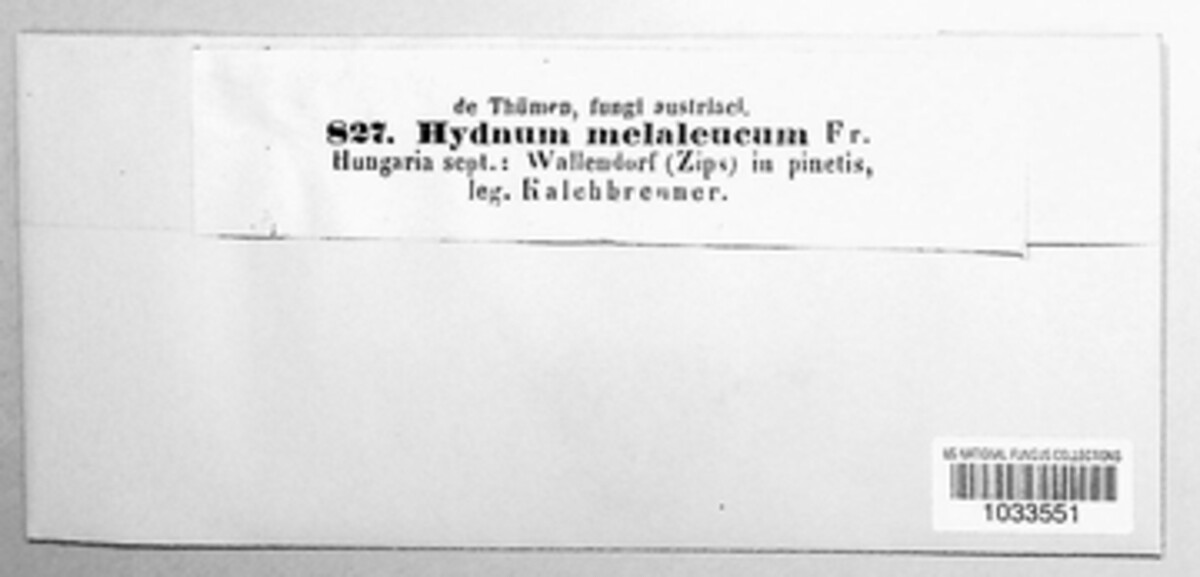 de Thümen, fungi austriaci.
827. Hydnum melaleucum Fr.
Hungaria sept.: Wallendorf (Zips) in pinetis,
leg. Kalchbrenner.
US NATIONAL FUNGUS COLLECTIONS
1033551